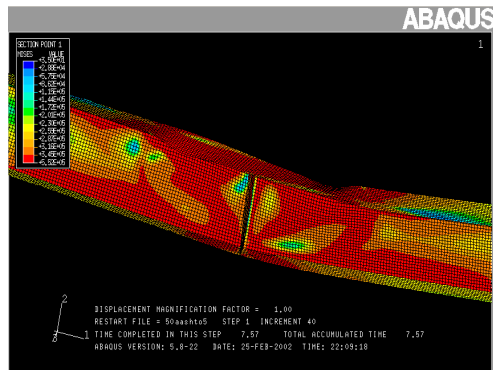 ABAQUS
1
SECTION POINT 1
MISES VALUE
+3.50E+01
+2.88E+04
+5.75E+04
+8.62E+04
+1.15E+05
+1.44E+05
+1.72E+05
+2.01E+05
+2.30E+05
+2.59E+05
+2.87E+05
+3.16E+05
+3.45E+05
+5.52E+05
2
1
3
DISPLACEMENT MAGNIFICATION FACTOR = 1.00
RESTART FILE = 50aashto5 STEP 1 INCREMENT 40
TIME COMPLETED IN THIS STEP 7.57 TOTAL ACCUMULATED TIME 7.57
ABAQUS VERSION: 5.8-22 DATE: 25-FEB-2002 TIME: 22:09:18